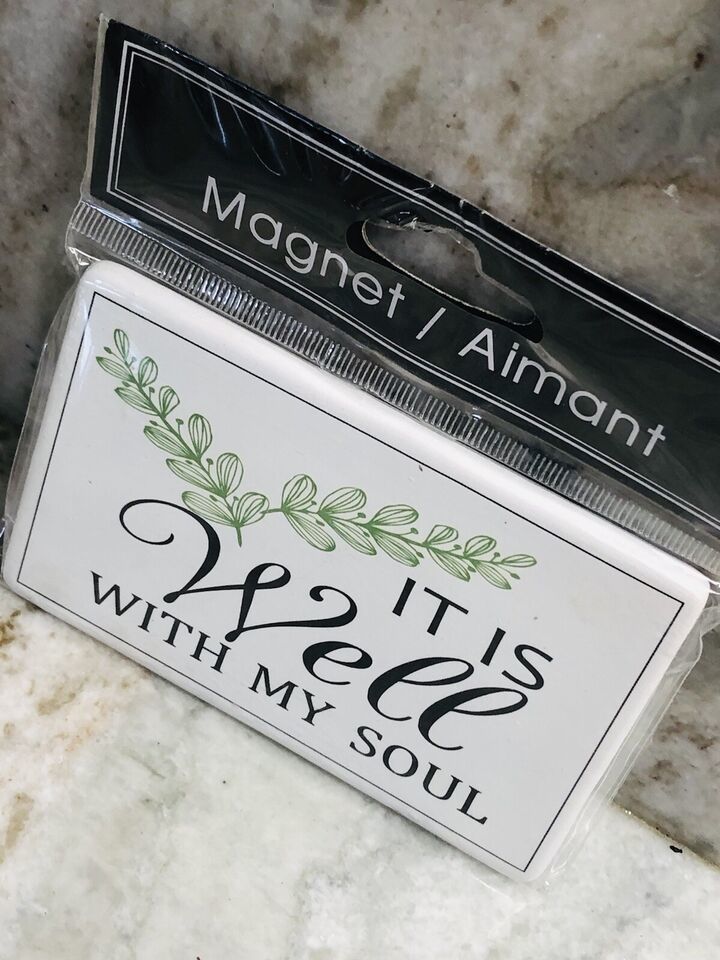 Magnet / Aimant
IT IS
Well
WITH MY SOUL